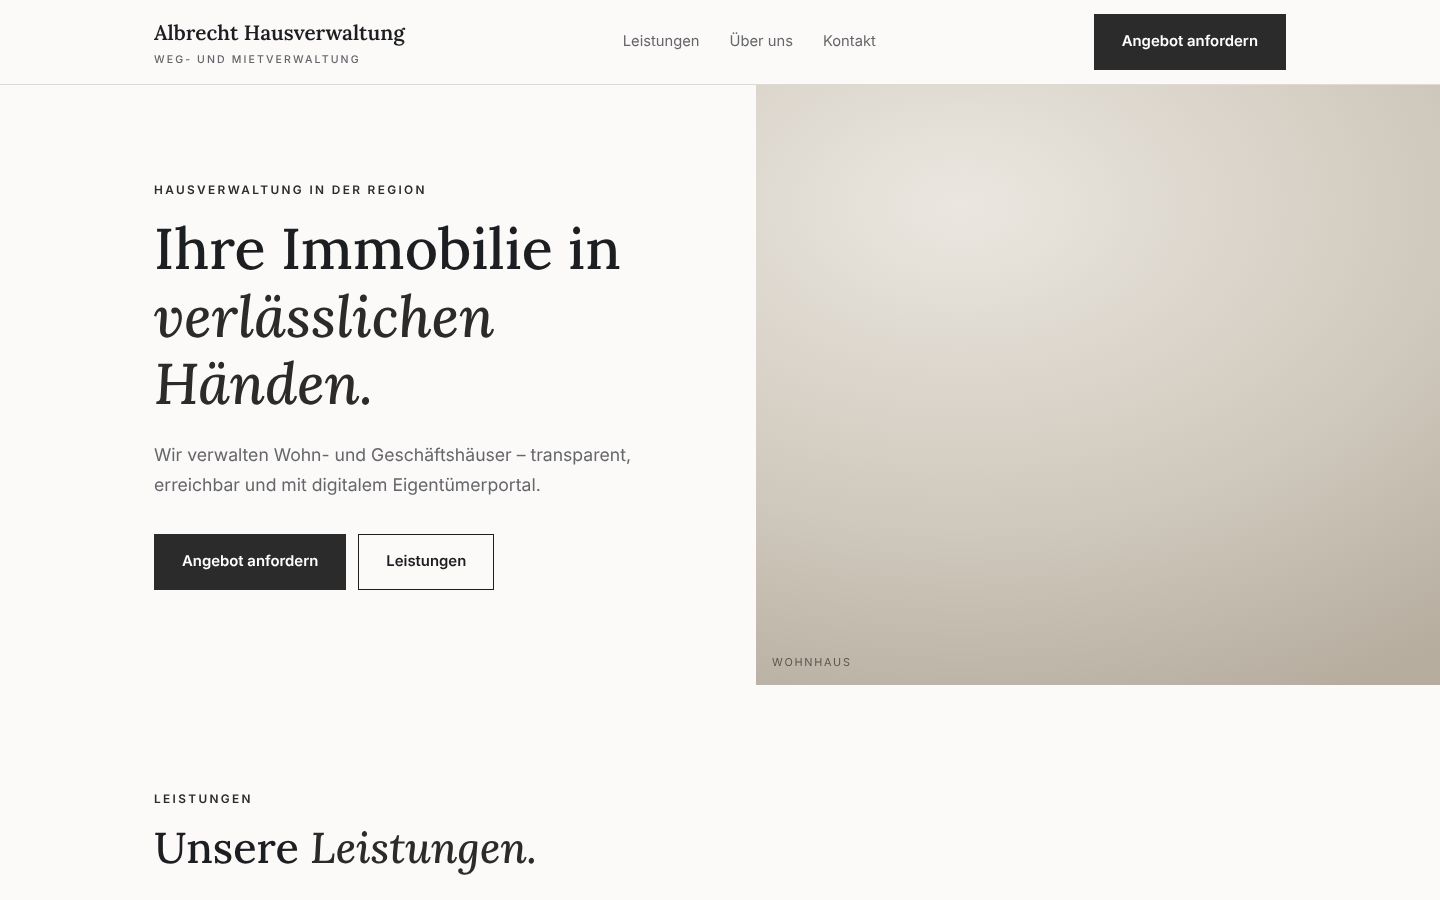 Albrecht Hausverwaltung
WEG- UND MIETVERWALTUNG
Leistungen
Über uns
Kontakt
Angebot anfordern
HAUSVERWALTUNG IN DER REGION
Ihre Immobilie in
verlässlichen
Händen.
Wir verwalten Wohn- und Geschäftshäuser – transparent,
erreichbar und mit digitalem Eigentümerportal.
Angebot anfordern
Leistungen
WOHNHAUS
LEISTUNGEN
Unsere Leistungen.